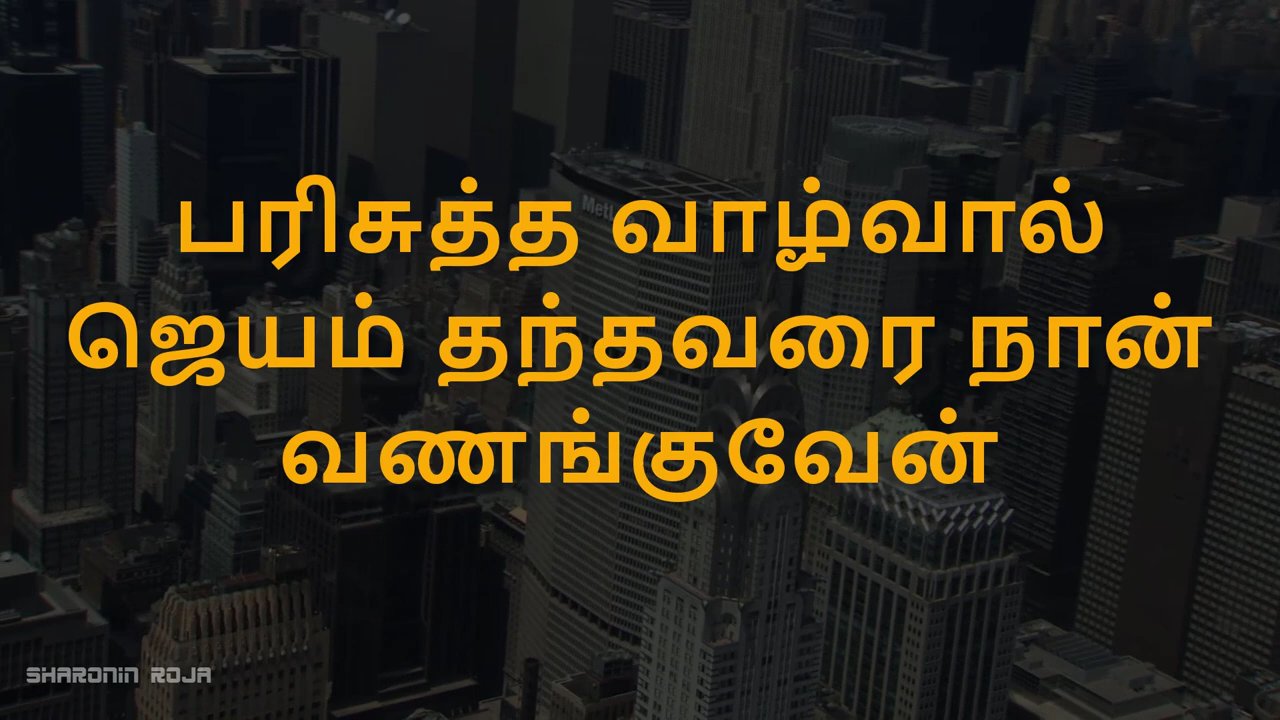 பரிசுத்த வாழ்வால்
ஜெயம் தந்தவரை நான்
வணங்குவேன்
SHARONIN ROJA